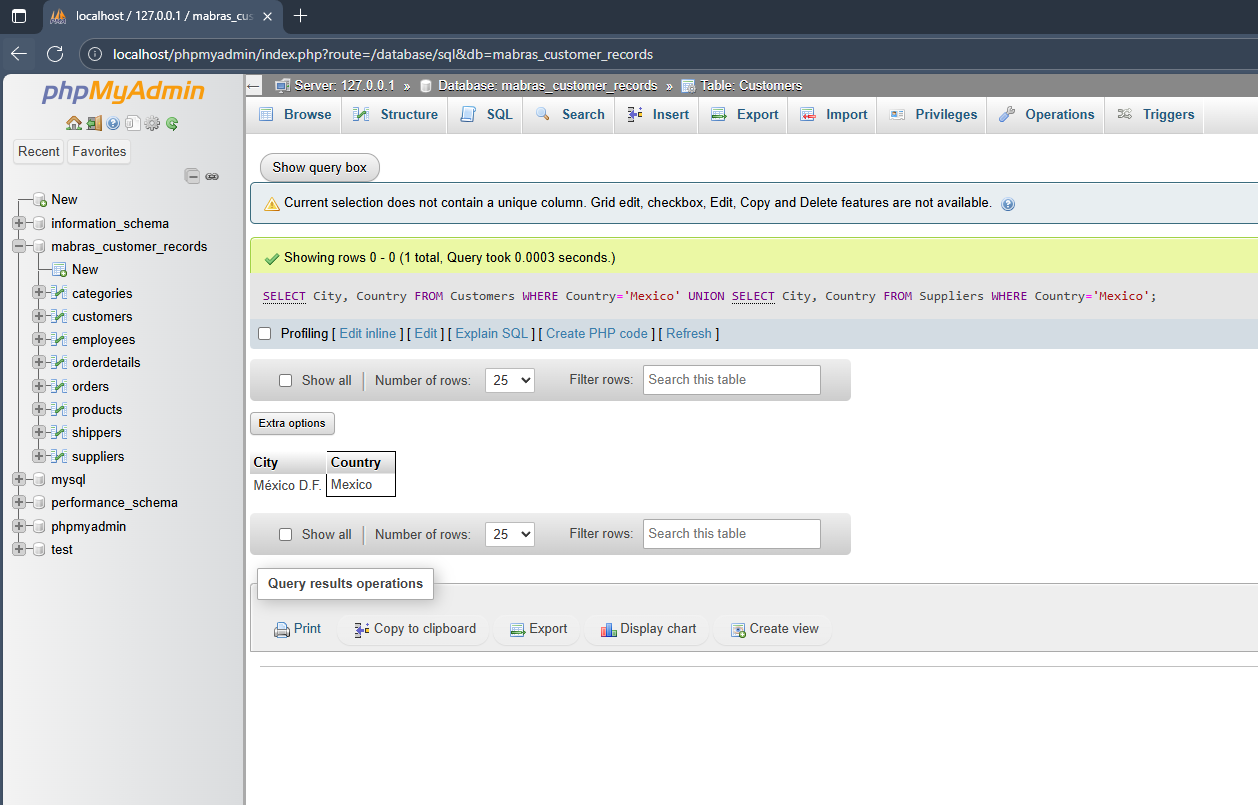 localhost / 127.0.0.1 / mabras_cus
localhost/phpmyadmin/index.php?route=/database/sql&db=mabras_customer_records
phpMyAdmin
Recent Favorites
New
information_schema
mabras_customer_records
New
categories
customers
employees
orderdetails
orders
products
shippers
suppliers
mysql
performance_schema
phpmyadmin
test
Server: 127.0.0.1 » Database: mabras_customer_records » Table: Customers
Browse Structure SQL Search Insert Export Import Privileges Operations Triggers
Show query box
Current selection does not contain a unique column. Grid edit, checkbox, Edit, Copy and Delete features are not available.
Showing rows 0 - 0 (1 total, Query took 0.0003 seconds.)
SELECT City, Country FROM Customers WHERE Country='Mexico' UNION SELECT City, Country FROM Suppliers WHERE Country='Mexico';
Profiling [ Edit inline ] [ Edit ] [ Explain SQL ] [ Create PHP code ] [ Refresh ]
Show all Number of rows: 25 Filter rows: Search this table
Extra options
City Country
México D.F. Mexico
Show all Number of rows: 25 Filter rows: Search this table
Query results operations
Print Copy to clipboard Export Display chart Create view